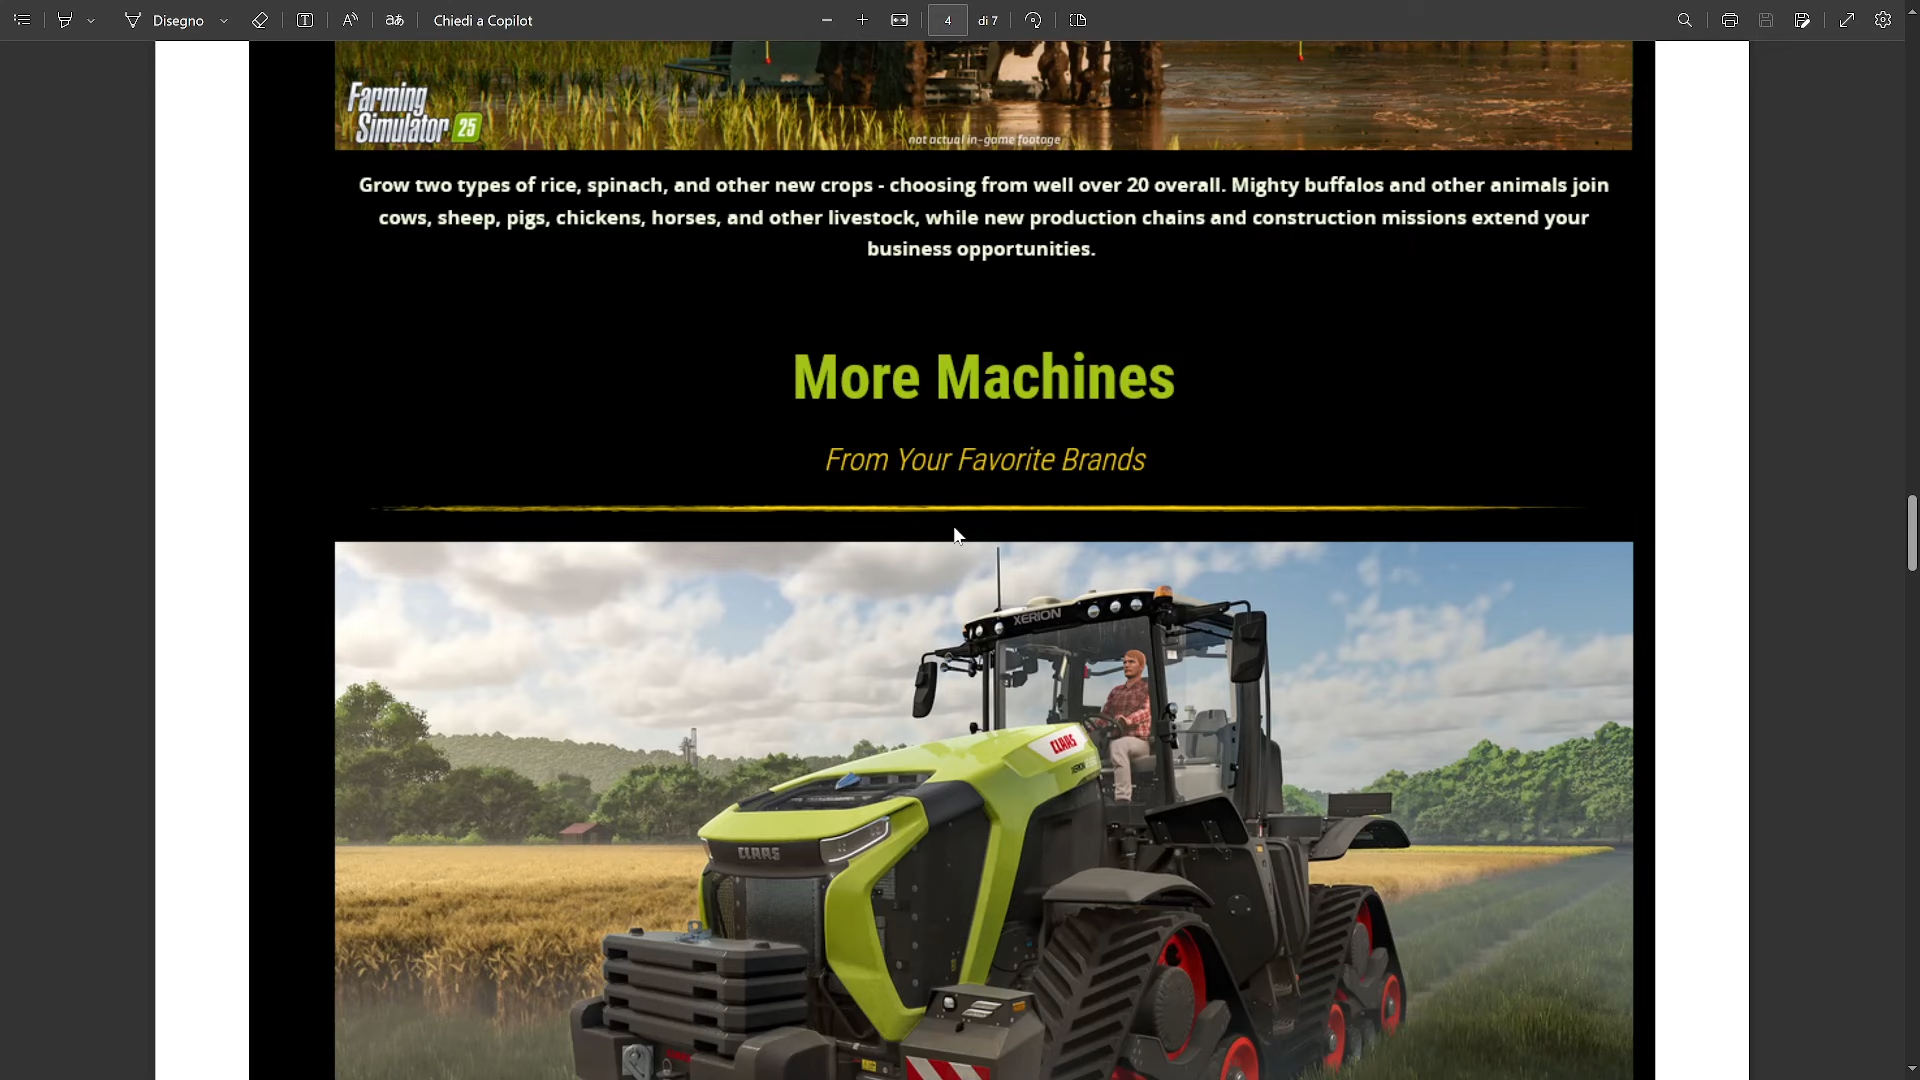 Disegno
Chiedi a Copilot
4
di 7
Farming
Simulator 25
not actual in-game footage
Grow two types of rice, spinach, and other new crops - choosing from well over 20 overall. Mighty buffalos and other animals join
cows, sheep, pigs, chickens, horses, and other livestock, while new production chains and construction missions extend your
business opportunities.
More Machines
From Your Favorite Brands
XERION
CLAAS
XERION
CLAAS